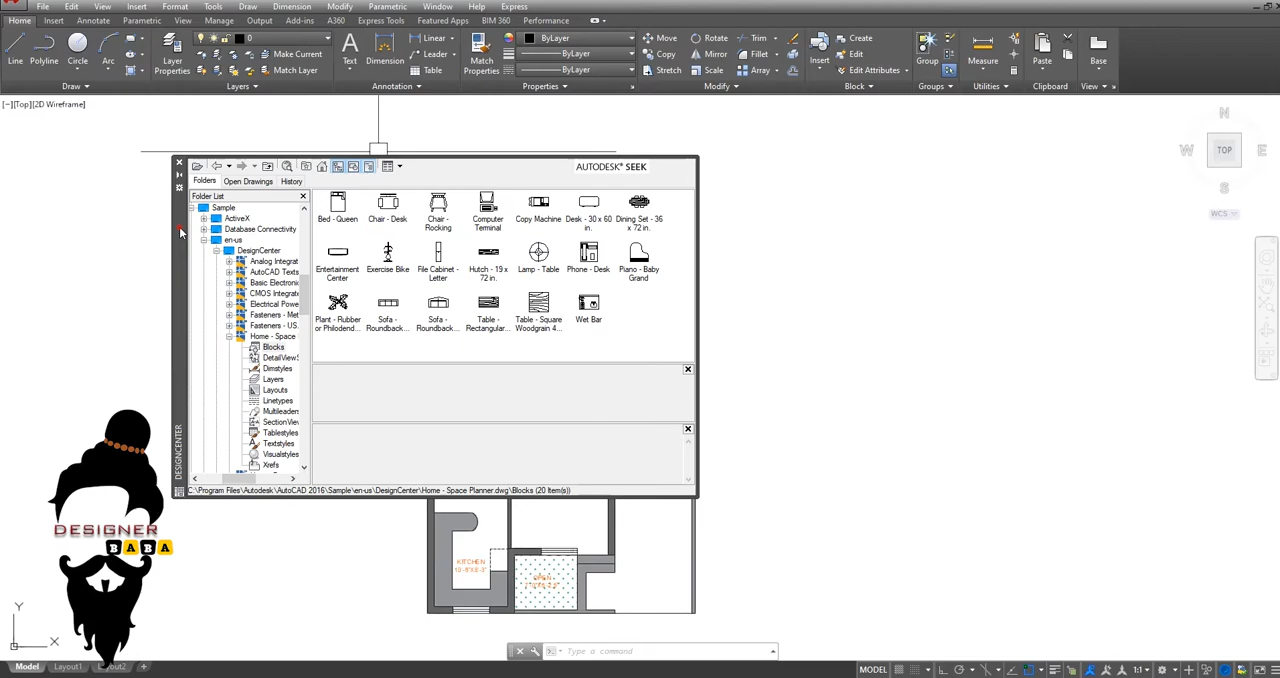 File Edit View Insert Format Tools Draw Dimension Modify Parametric Window Help Express
Home Insert Annotate Parametric View Manage Output Add-ins A360 Express Tools Featured Apps BIM 360 Performance
Line Polyline Circle Arc
Draw
Layer Properties
0
Make Current
Match Layer
Layers
Text Dimension
Linear
Leader
Table
Annotation
Match Properties
ByLayer
ByLayer
ByLayer
Properties
Move Rotate Trim
Copy Mirror Fillet
Stretch Scale Array
Modify
Insert
Create
Edit
Edit Attributes
Block
Group
Groups
Measure
Utilities
Paste
Clipboard
Base
View
[−][Top][2D Wireframe]
N
W TOP E
S
WCS
AUTODESK® SEEK
Folders Open Drawings History
Folder List
Sample
ActiveX
Database Connectivity
en-us
DesignCenter
Analog Integrat
AutoCAD Texts
Basic Electroni
CMOS Integrat
Electrical Powe
Fasteners - Met
Fasteners - US
Home - Space
Blocks
DetailViewS
Dimstyles
Layers
Layouts
Linetypes
Multileaders
SectionView
Tablestyles
Textstyles
Visualstyles
Xrefs
Bed - Queen
Chair - Desk
Chair - Rocking
Computer Terminal
Copy Machine
Desk - 30 x 60 in.
Dining Set - 36 x 72 in.
Entertainment Center
Exercise Bike
File Cabinet - Letter
Hutch - 19 x 72 in.
Lamp - Table
Phone - Desk
Piano - Baby Grand
Plant - Rubber or Philodend...
Sofa - Roundback...
Sofa - Roundback...
Table - Rectangular...
Table - Square Woodgrain 4...
Wet Bar
DESIGNCENTER
C:\Program Files\Autodesk\AutoCAD 2016\Sample\en-us\DesignCenter\Home - Space Planner.dwg\Blocks (20 Item(s))
DESIGNER
BABA
KITCHEN
OPEN
Y
X
Type a command
Model Layout1 Layout2 +
MODEL
1:1